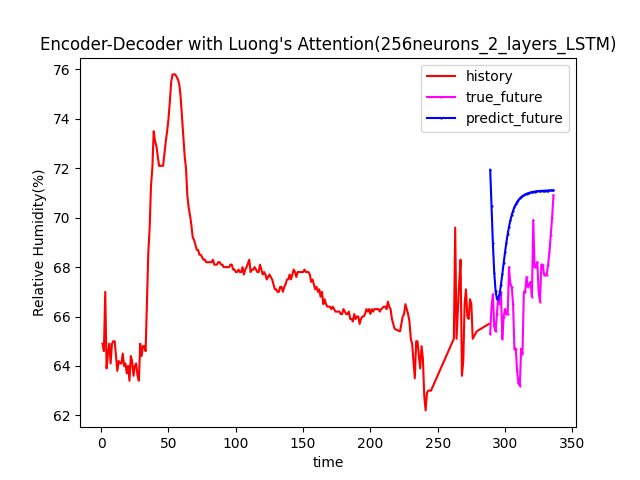 Encoder-Decoder with Luong's Attention(256neurons_2_layers_LSTM)
history
true_future
predict_future
Relative Humidity(%)
76
74
72
70
68
66
64
62
0 50 100 150 200 250 300 350
time